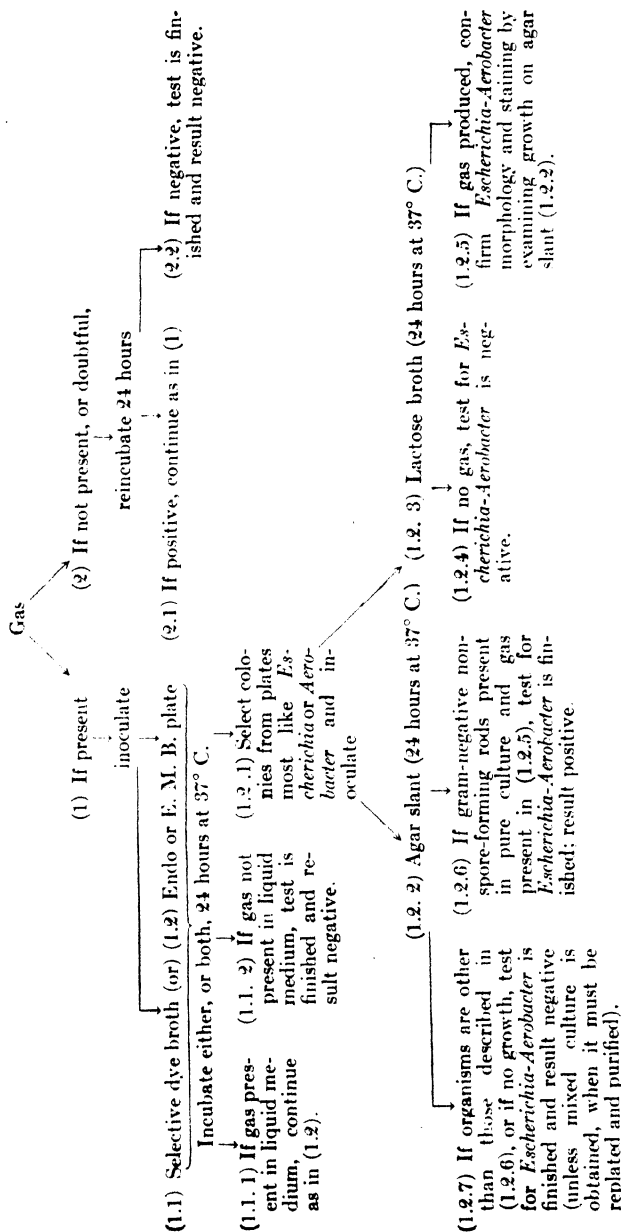 Gas
(1) If present
inoculate
(2) If not present, or doubtful,
reincubate 24 hours
(1.1) Selective dye broth (or) (1.2) Endo or E. M. B. plate
Incubate either, or both, 24 hours at 37° C.
(2.1) If positive, continue as in (1)
(2.2) If negative, test is fin-
ished and result negative.
(1.1. 1) If gas pres-
ent in liquid me-
dium, continue
as in (1.2).
(1.1. 2) If gas not
present in liquid
medium, test is
finished and re-
sult negative.
(1.2 .1) Select colo-
nies from plates
most like Es-
cherichia or Aero-
bacter and in-
oculate
(1.2. 2) Agar slant (24 hours at 37° C.)
(1.2. 3) Lactose broth (24 hours at 37° C.)
(1.2.7) If organisms are other
than those described in
(1.2.6), or if no growth, test
for Escherichia-Aerobacter is
finished and result negative
(unless mixed culture is
obtained, when it must be
replated and purified).
(1.2.6) If gram-negative non-
spore-forming rods present
in pure culture and gas
present in (1.2.5), test for
Escherichia-Aerobacter is fin-
ished; result positive.
(1.2.4) If no gas, test for Es-
cherichia-Aerobacter is neg-
ative.
(1.2.5) If gas produced, con-
firm Escherichia-Aerobacter
morphology and staining by
examining growth on agar
slant (1.2.2).